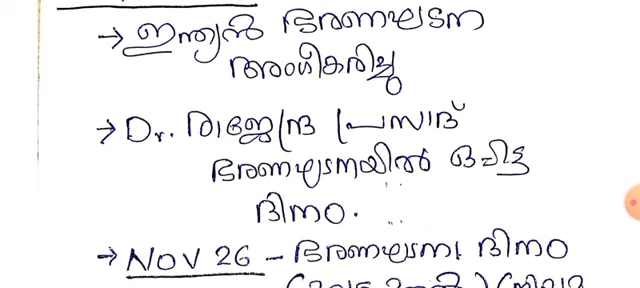 → ഇന്ത്യൻ ഭരണഘടന
അംഗീകരിച്ചു
→ Dr. രാജേന്ദ്ര പ്രസാദ്
ഭരണഘടനയിൽ ഒപ്പിട്ട
ദിനം.
→ NOV 26 - ഭരണഘടനാ ദിനം